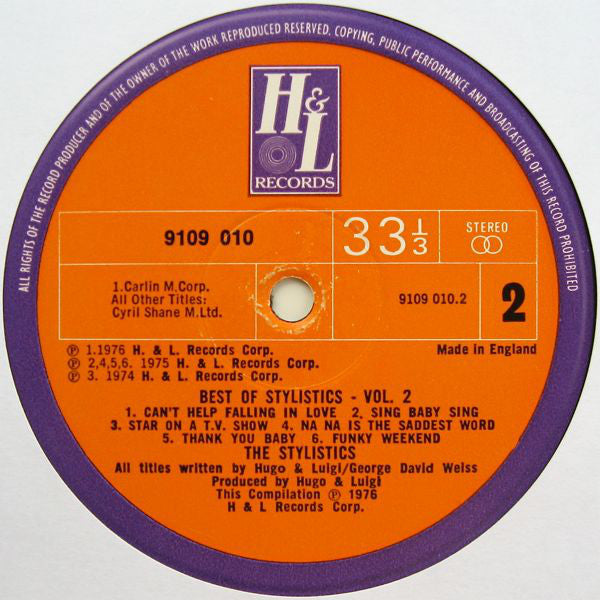 ALL RIGHTS OF THE RECORD PRODUCER AND OF THE OWNER OF THE WORK REPRODUCED RESERVED. COPYING, PUBLIC PERFORMANCE AND BROADCASTING OF THIS RECORD PROHIBITED
H&L
RECORDS
9109 010
33 1/3
STEREO
1.Carlin M.Corp.
All Other Titles:
Cyril Shane M.Ltd.
9109 010.2
2
℗ 1.1976 H. & L. Records Corp.
Made in England
℗ 2,4,5,6. 1975 H. & L. Records Corp.
℗ 3. 1974 H. & L. Records Corp.
BEST OF STYLISTICS - VOL. 2
1. CAN'T HELP FALLING IN LOVE 2. SING BABY SING
3. STAR ON A T.V. SHOW 4. NA NA IS THE SADDEST WORD
5. THANK YOU BABY 6. FUNKY WEEKEND
THE STYLISTICS
All titles written by Hugo & Luigi/George David Weiss
Produced by Hugo & Luigi
This Compilation ℗ 1976
H & L Records Corp.